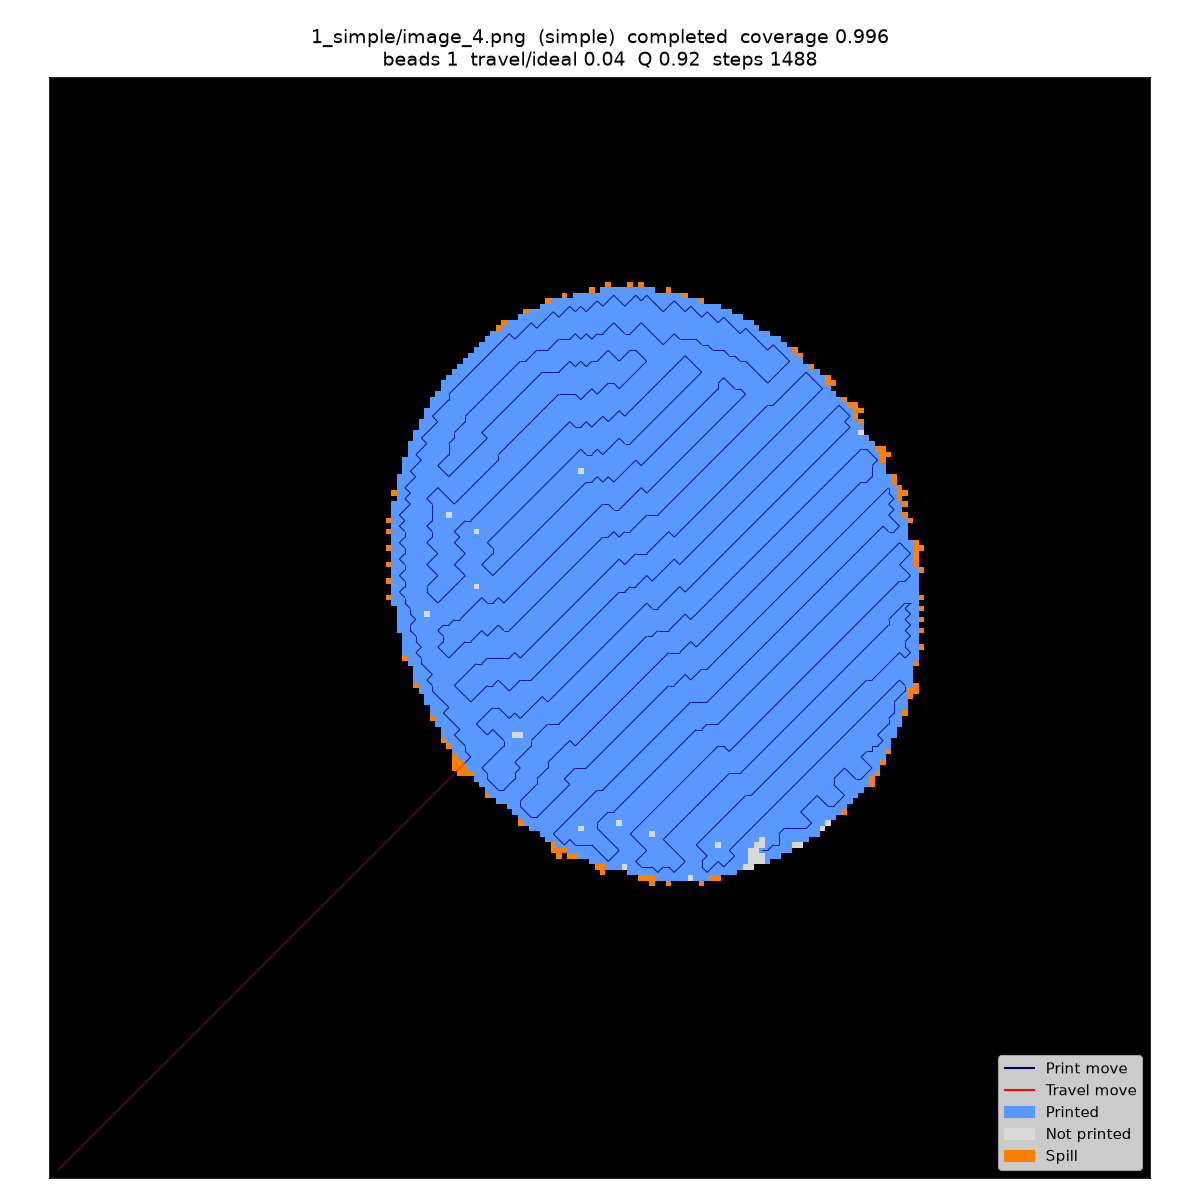 1_simple/image_4.png  (simple)  completed  coverage 0.996
beads 1  travel/ideal 0.04  Q 0.92  steps 1488
Print move
Travel move
Printed
Not printed
Spill